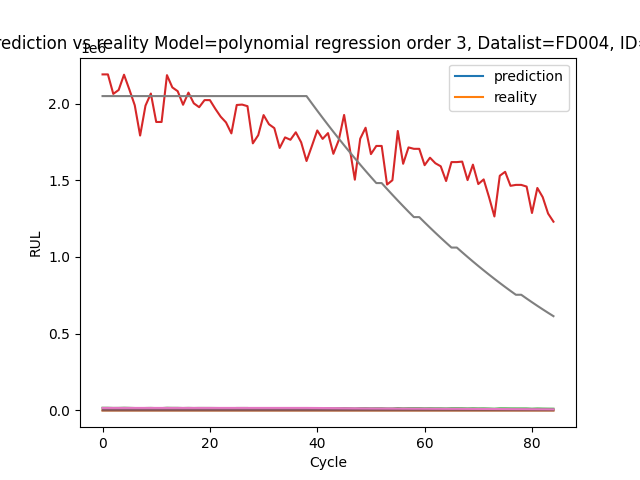 rediction vs reality Model=polynomial regression order 3, Datalist=FD004, ID=
1e6
prediction
reality
2.0
1.5
1.0
0.5
0.0
RUL
0 20 40 60 80
Cycle